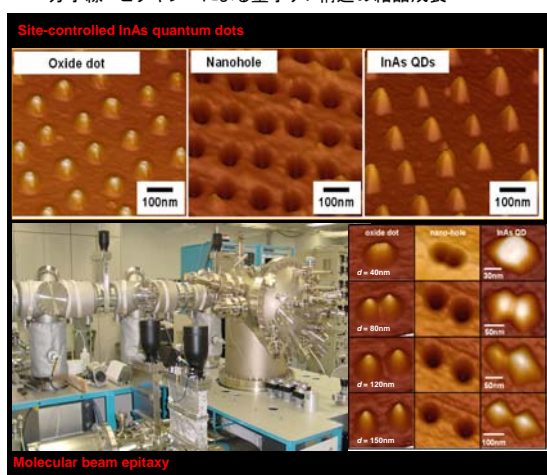 Site-controlled InAs quantum dots
Oxide dot
Nanohole
InAs QDs
100nm
100nm
100nm
oxide dot
nano-hole
InAs QD
d = 40nm
30nm
d = 80nm
50nm
d = 120nm
50nm
d = 150nm
100nm
Molecular beam epitaxy